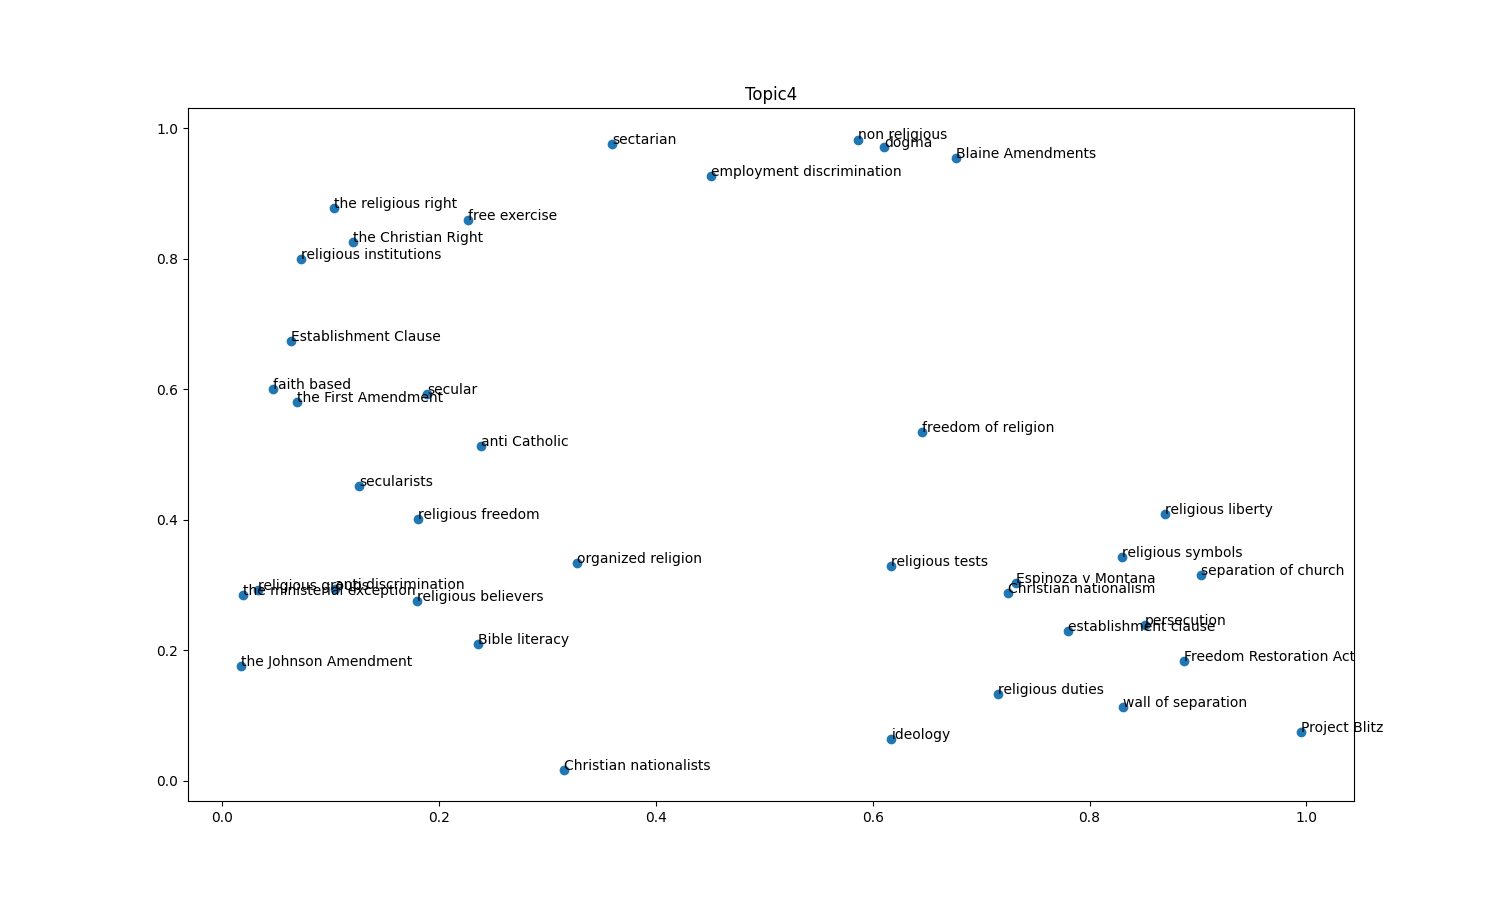 Topic4
1.0
non religious
sectarian
dogma
Blaine Amendments
employment discrimination
the religious right
free exercise
the Christian Right
0.8
religious institutions
Establishment Clause
faith based
0.6
secular
the First Amendment
freedom of religion
anti Catholic
secularists
religious liberty
religious freedom
0.4
religious symbols
organized religion
religious tests
separation of church
Espinoza v Montana
religious groups
anti discrimination
Christian nationalism
the ministerial exception
religious believers
persecution
establishment clause
Bible literacy
Freedom Restoration Act
0.2
the Johnson Amendment
religious duties
wall of separation
Project Blitz
ideology
Christian nationalists
0.0
0.0 0.2 0.4 0.6 0.8 1.0